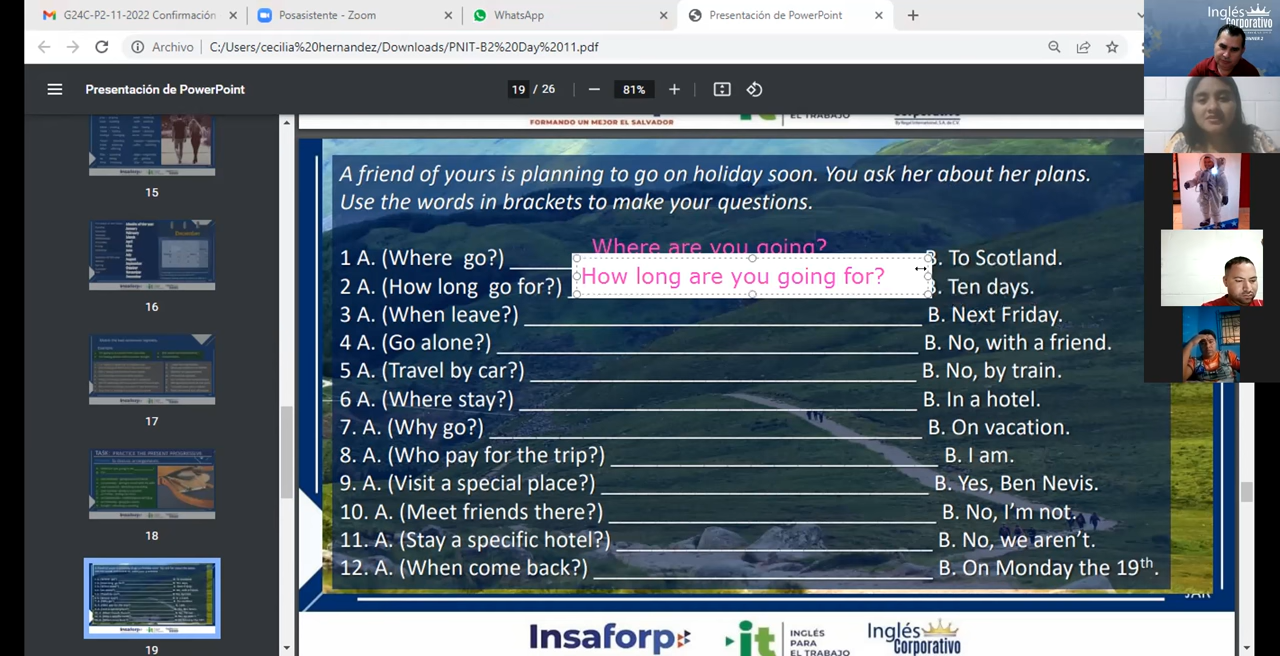 G24C-P2-11-2022 Confirmación
Posasistente - Zoom
WhatsApp
Presentación de PowerPoint
Archivo
C:/Users/cecilia%20hernandez/Downloads/PNIT-B2%20Day%2011.pdf
Presentación de PowerPoint
19 / 26
81%
15
16
17
18
19
FORMANDO UN MEJOR EL SALVADOR
EL TRABAJO
A friend of yours is planning to go on holiday soon. You ask her about her plans.
Use the words in brackets to make your questions.
Where are you going?
1 A. (Where go?) B. To Scotland.
How long are you going for?
2 A. (How long go for?) B. Ten days.
3 A. (When leave?) B. Next Friday.
4 A. (Go alone?) B. No, with a friend.
5 A. (Travel by car?) B. No, by train.
6 A. (Where stay?) B. In a hotel.
7. A. (Why go?) B. On vacation.
8. A. (Who pay for the trip?) B. I am.
9. A. (Visit a special place?) B. Yes, Ben Nevis.
10. A. (Meet friends there?) B. No, I'm not.
11. A. (Stay a specific hotel?) B. No, we aren't.
12. A. (When come back?) B. On Monday the 19th.
JAR
Insaforp
it
INGLÉS
PARA
EL TRABAJO
Inglés
Corporativo
Inglés
Corporativo